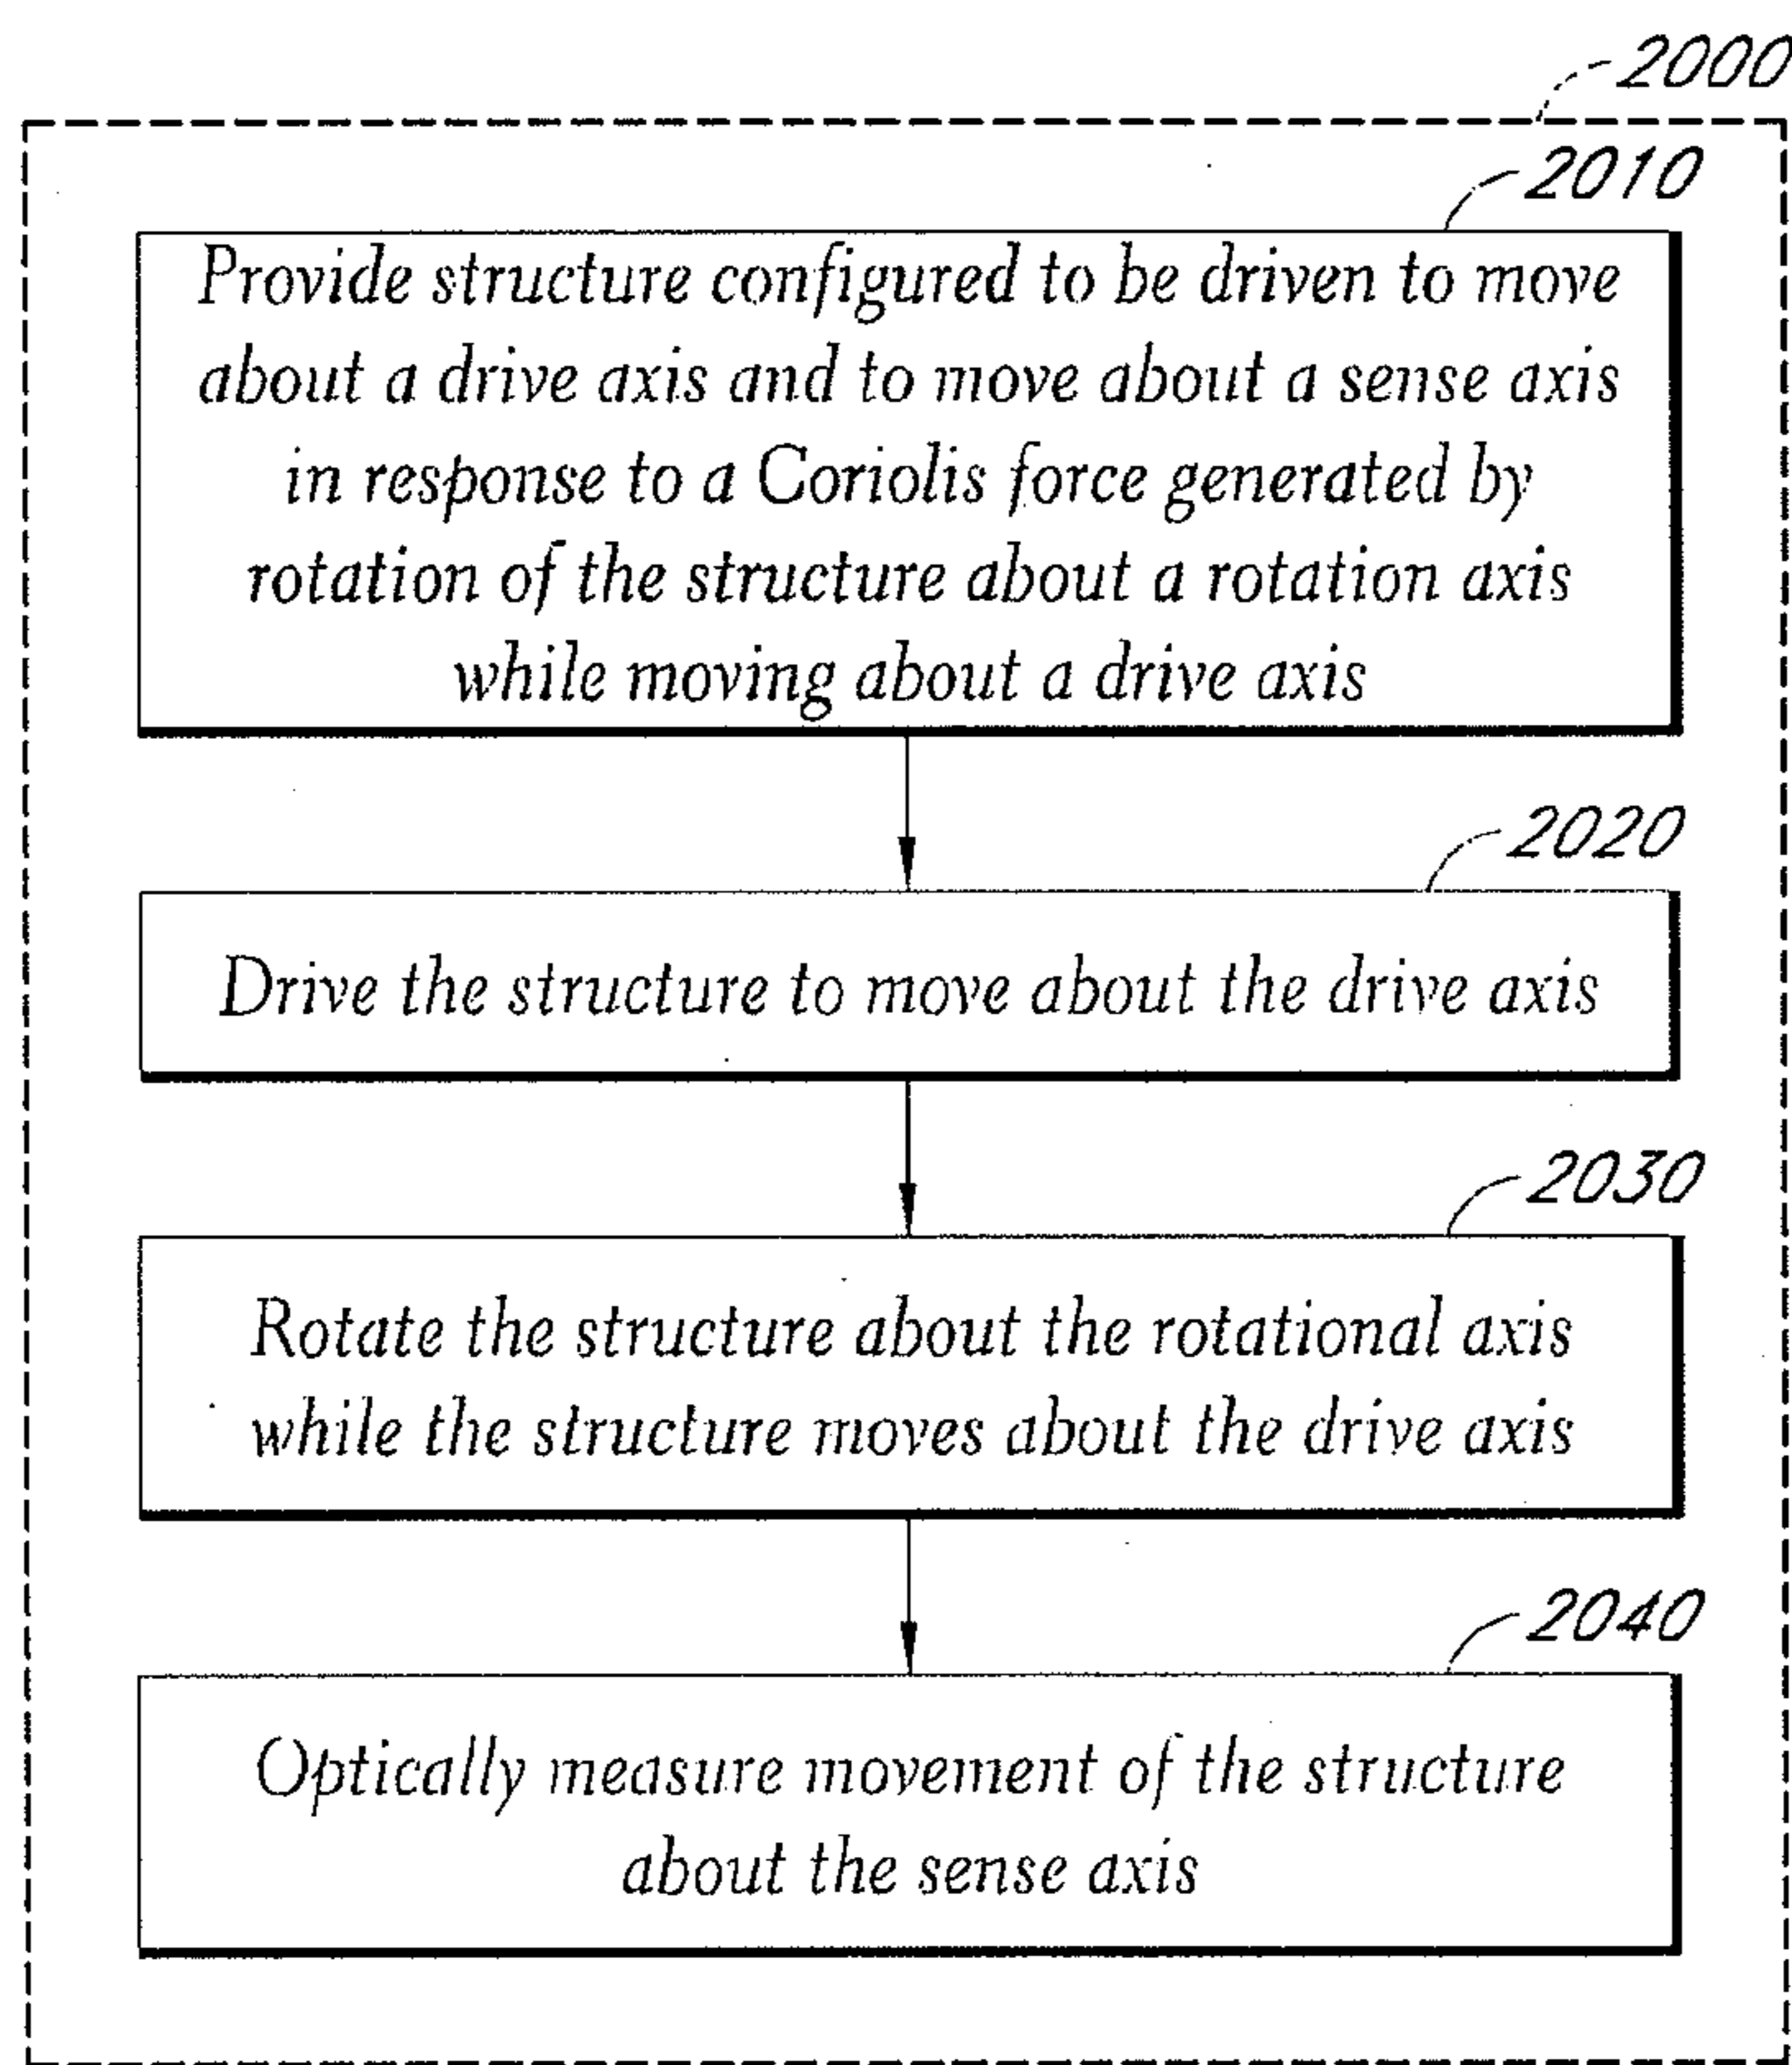 2000
2010
Provide structure configured to be driven to move
about a drive axis and to move about a sense axis
in response to a Coriolis force generated by
rotation of the structure about a rotation axis
while moving about a drive axis
2020
Drive the structure to move about the drive axis
2030
Rotate the structure about the rotational axis
while the structure moves about the drive axis
2040
Optically measure movement of the structure
about the sense axis